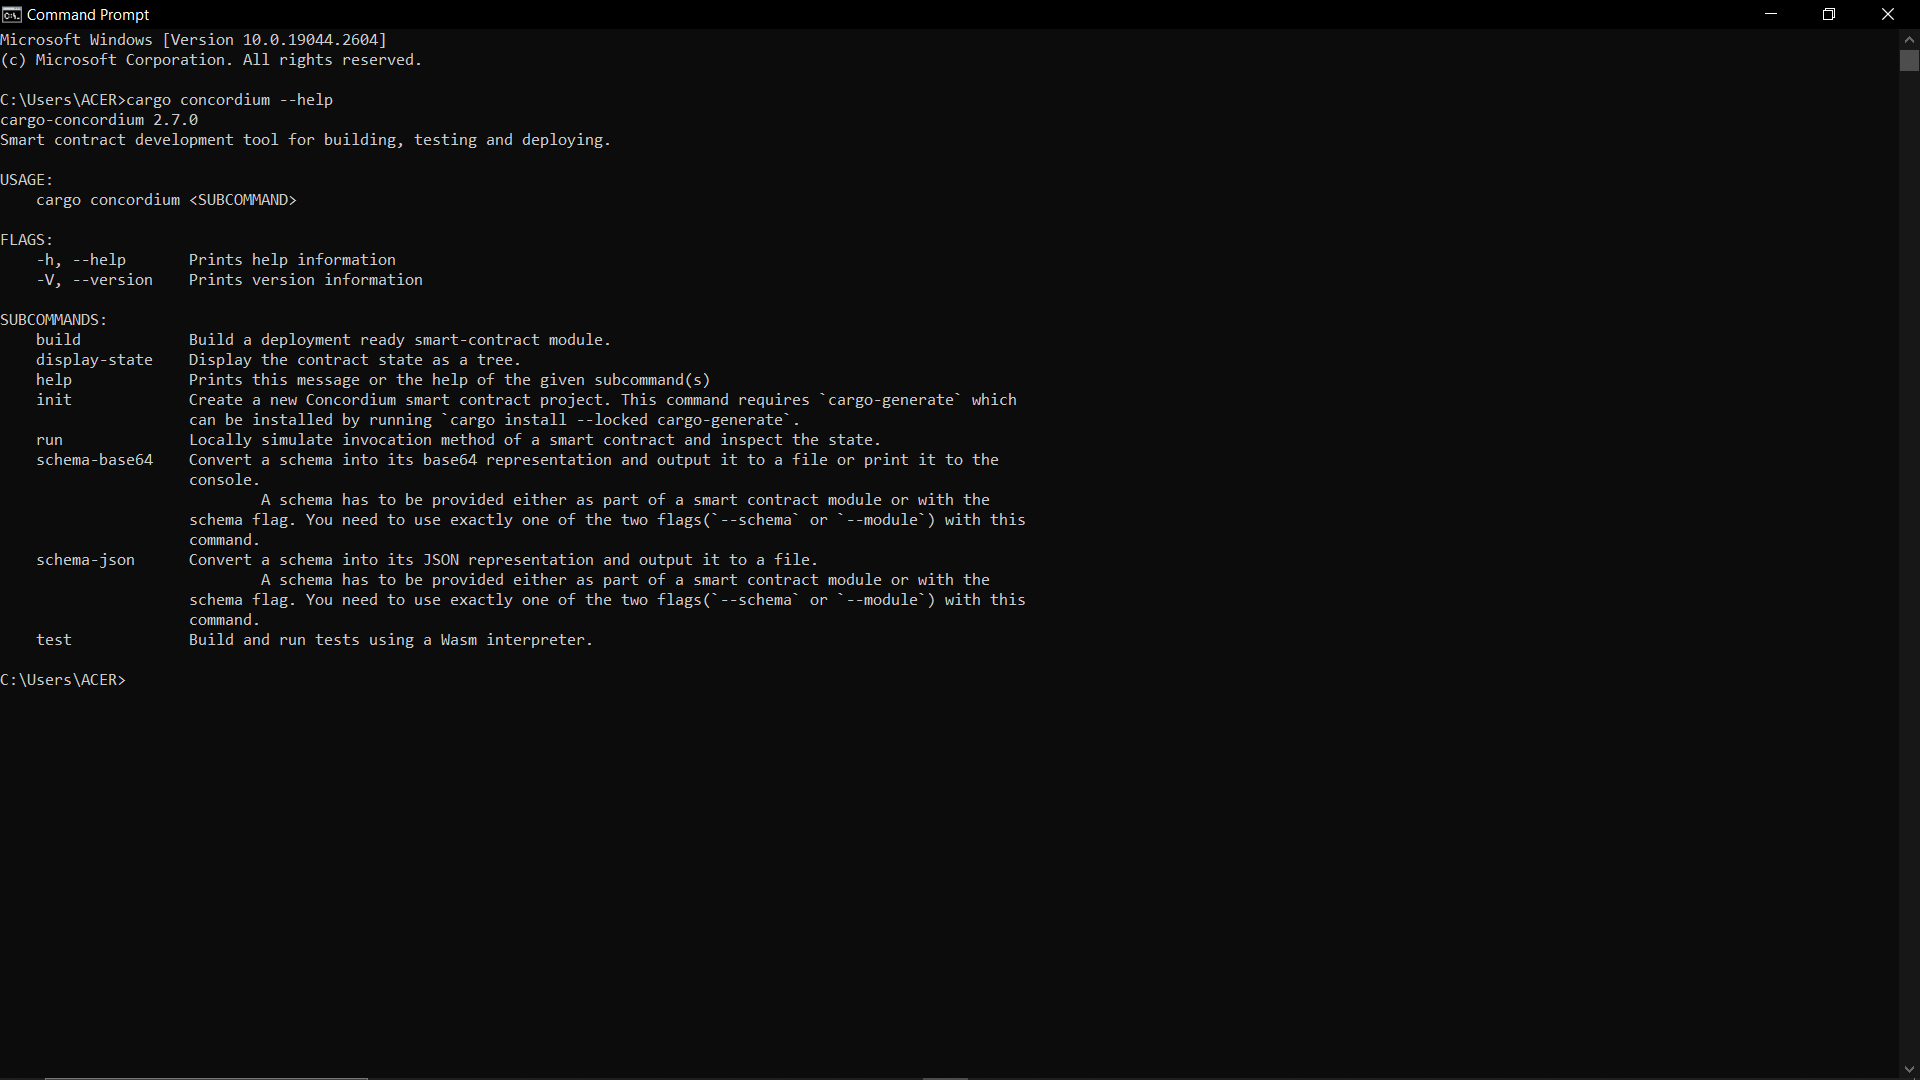 Command Prompt
Microsoft Windows [Version 10.0.19044.2604]
(c) Microsoft Corporation. All rights reserved.

C:\Users\ACER>cargo concordium --help
cargo-concordium 2.7.0
Smart contract development tool for building, testing and deploying.

USAGE:
    cargo concordium <SUBCOMMAND>

FLAGS:
    -h, --help       Prints help information
    -V, --version    Prints version information

SUBCOMMANDS:
    build            Build a deployment ready smart-contract module.
    display-state    Display the contract state as a tree.
    help             Prints this message or the help of the given subcommand(s)
    init             Create a new Concordium smart contract project. This command requires `cargo-generate` which
                     can be installed by running `cargo install --locked cargo-generate`.
    run              Locally simulate invocation method of a smart contract and inspect the state.
    schema-base64    Convert a schema into its base64 representation and output it to a file or print it to the
                     console.
                             A schema has to be provided either as part of a smart contract module or with the
                     schema flag. You need to use exactly one of the two flags(`--schema` or `--module`) with this
                     command.
    schema-json      Convert a schema into its JSON representation and output it to a file.
                             A schema has to be provided either as part of a smart contract module or with the
                     schema flag. You need to use exactly one of the two flags(`--schema` or `--module`) with this
                     command.
    test             Build and run tests using a Wasm interpreter.

C:\Users\ACER>